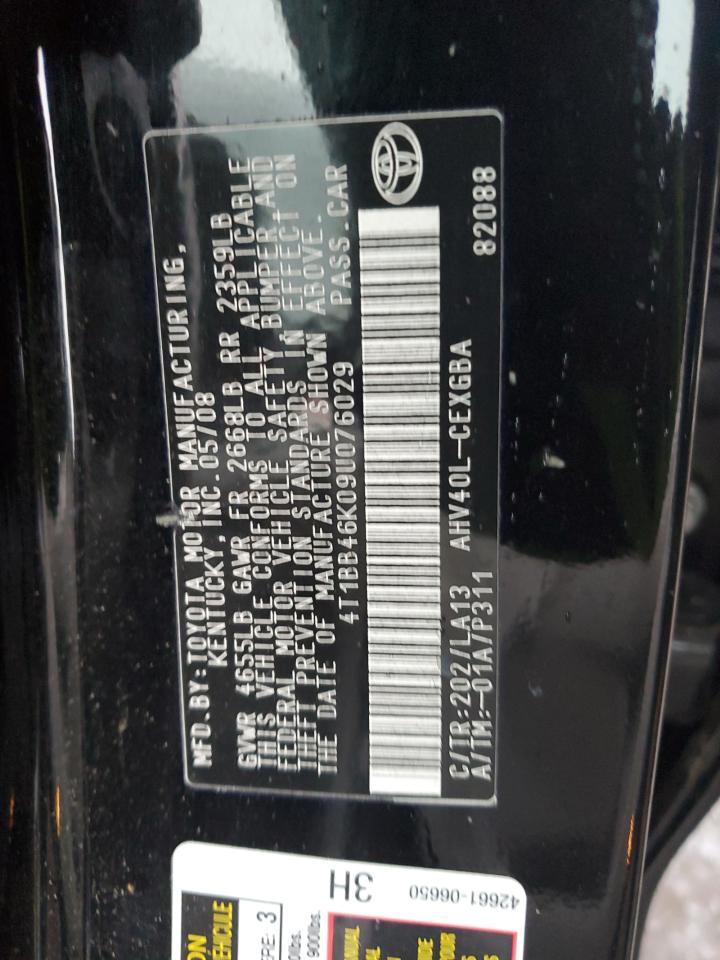 MFD.BY:TOYOTA MOTOR MANUFACTURING,
KENTUCKY,INC.05/08
GVWR 4655LB GAWR FR 2668LB RR 2359LB
THIS VEHICLE CONFORMS TO ALL APPLICABLE
FEDERAL MOTOR VEHICLE SAFETY BUMPER,AND
THEFT PREVENTION STANDARDS IN EFFECT ON
THE DATE OF MANUFACTURE SHOWN ABOVE.
4T1BB46K09U076029 PASS.CAR
C/TR:202/LA13 AHV40L-CEXGBA
A/TM:-01A/P311 82088
3H
42661-06650